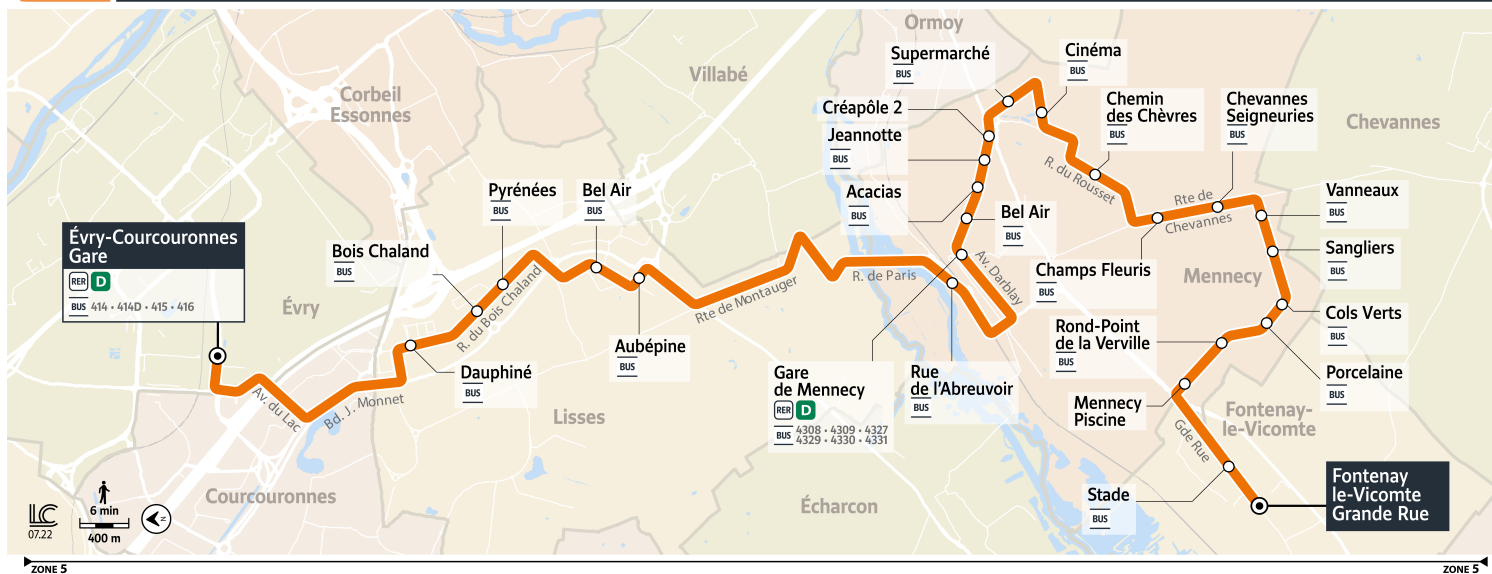 Ormoy
Supermarché
BUS
Cinéma
BUS
Villabé
Corbeil
Essonnes
Créapôle 2
Chemin
des Chèvres
BUS
Chevannes
Seigneuries
BUS
Chevannes
Jeannotte
BUS
R. du Rousset
Pyrénées
BUS
Bel Air
BUS
Acacias
BUS
Rte de
Chevannes
Vanneaux
BUS
Bel Air
BUS
Évry-Courcouronnes
Gare
RER D
BUS 414 • 414D • 415 • 416
Bois Chaland
BUS
Sangliers
BUS
Av. Darblay
Champs Fleuris
BUS
Mennecy
R. de Paris
Rte de Montauger
R. du Bois Chaland
Évry
Cols Verts
BUS
Rond-Point
de la Verville
BUS
Aubépine
BUS
Dauphiné
BUS
Gare
de Mennecy
RER D
BUS 4308 • 4309 • 4327
4329 • 4330 • 4331
Rue
de l'Abreuvoir
BUS
Porcelaine
BUS
Av. du Lac
Bd. J. Monnet
Lisses
Mennecy
Piscine
Fontenay-
le-Vicomte
Gde Rue
Courcouronnes
Écharcon
Stade
BUS
Fontenay
le-Vicomte
Grande Rue
LC
07.22
6 min
400 m
N
ZONE 5
ZONE 5